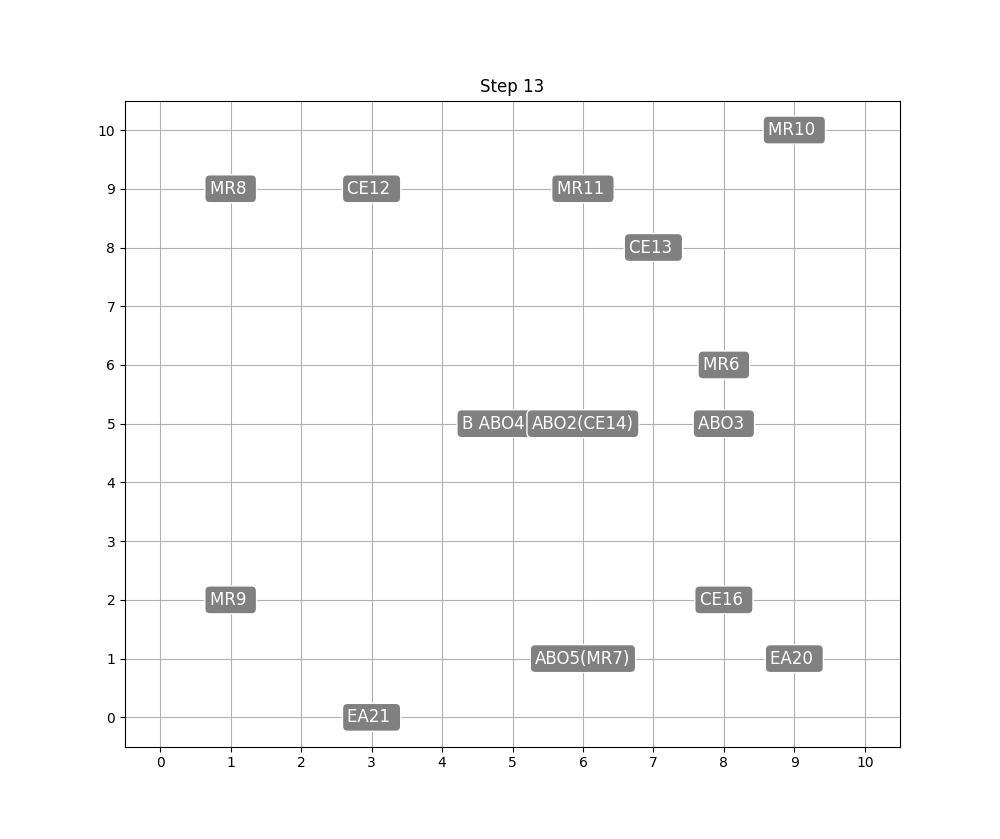 Step 13
10
MR10
9
MR8
CE12
MR11
8
CE13
7
6
MR6
5
B ABO4
ABO2(CE14)
ABO3
4
3
2
MR9
CE16
1
ABO5(MR7)
EA20
0
EA21
0 1 2 3 4 5 6 7 8 9 10